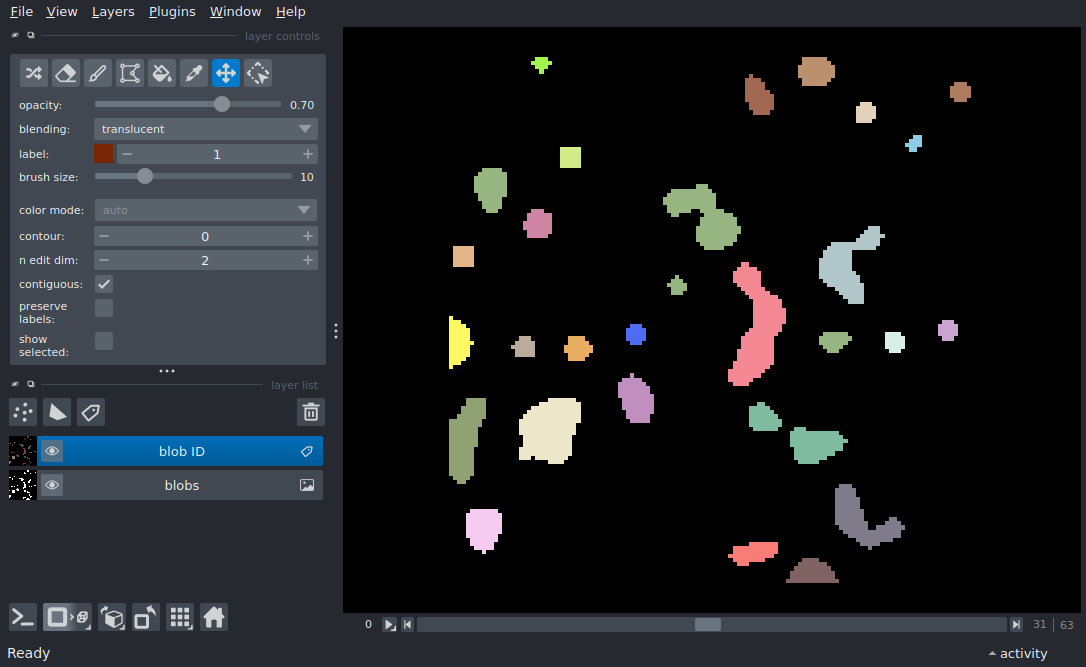 File View Layers Plugins Window Help
layer controls
opacity: 0.70
blending: translucent
label: 1
brush size: 10
color mode: auto
contour: 0
n edit dim: 2
contiguous:
preserve
labels:
show
selected:
layer list
blob ID
blobs
0 31 63
Ready activity